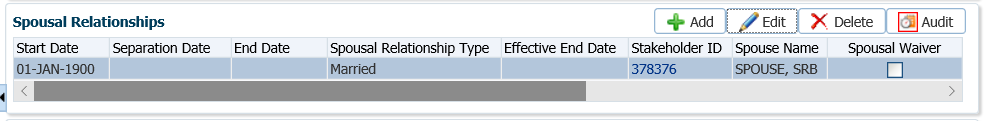 Spousal Relationships Add Edit Delete Audit
Start Date Separation Date End Date Spousal Relationship Type Effective End Date Stakeholder ID Spouse Name Spousal Waiver
01-JAN-1900 Married 378376 SPOUSE, SRB